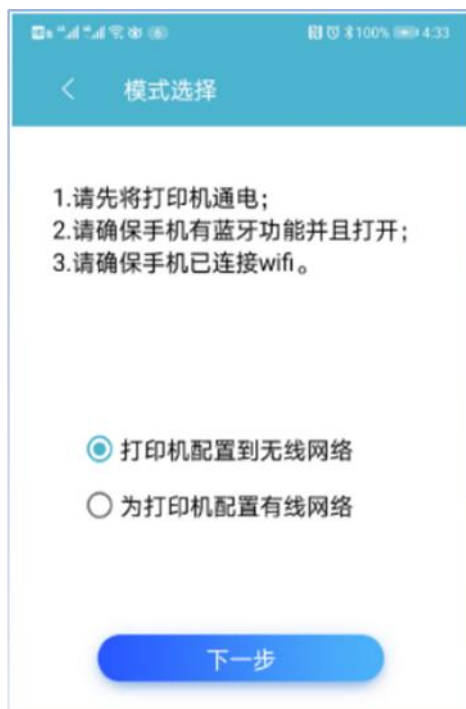 100% 4:33
模式选择
1.请先将打印机通电；
2.请确保手机有蓝牙功能并且打开；
3.请确保手机已连接wifi。
打印机配置到无线网络
为打印机配置有线网络
下一步